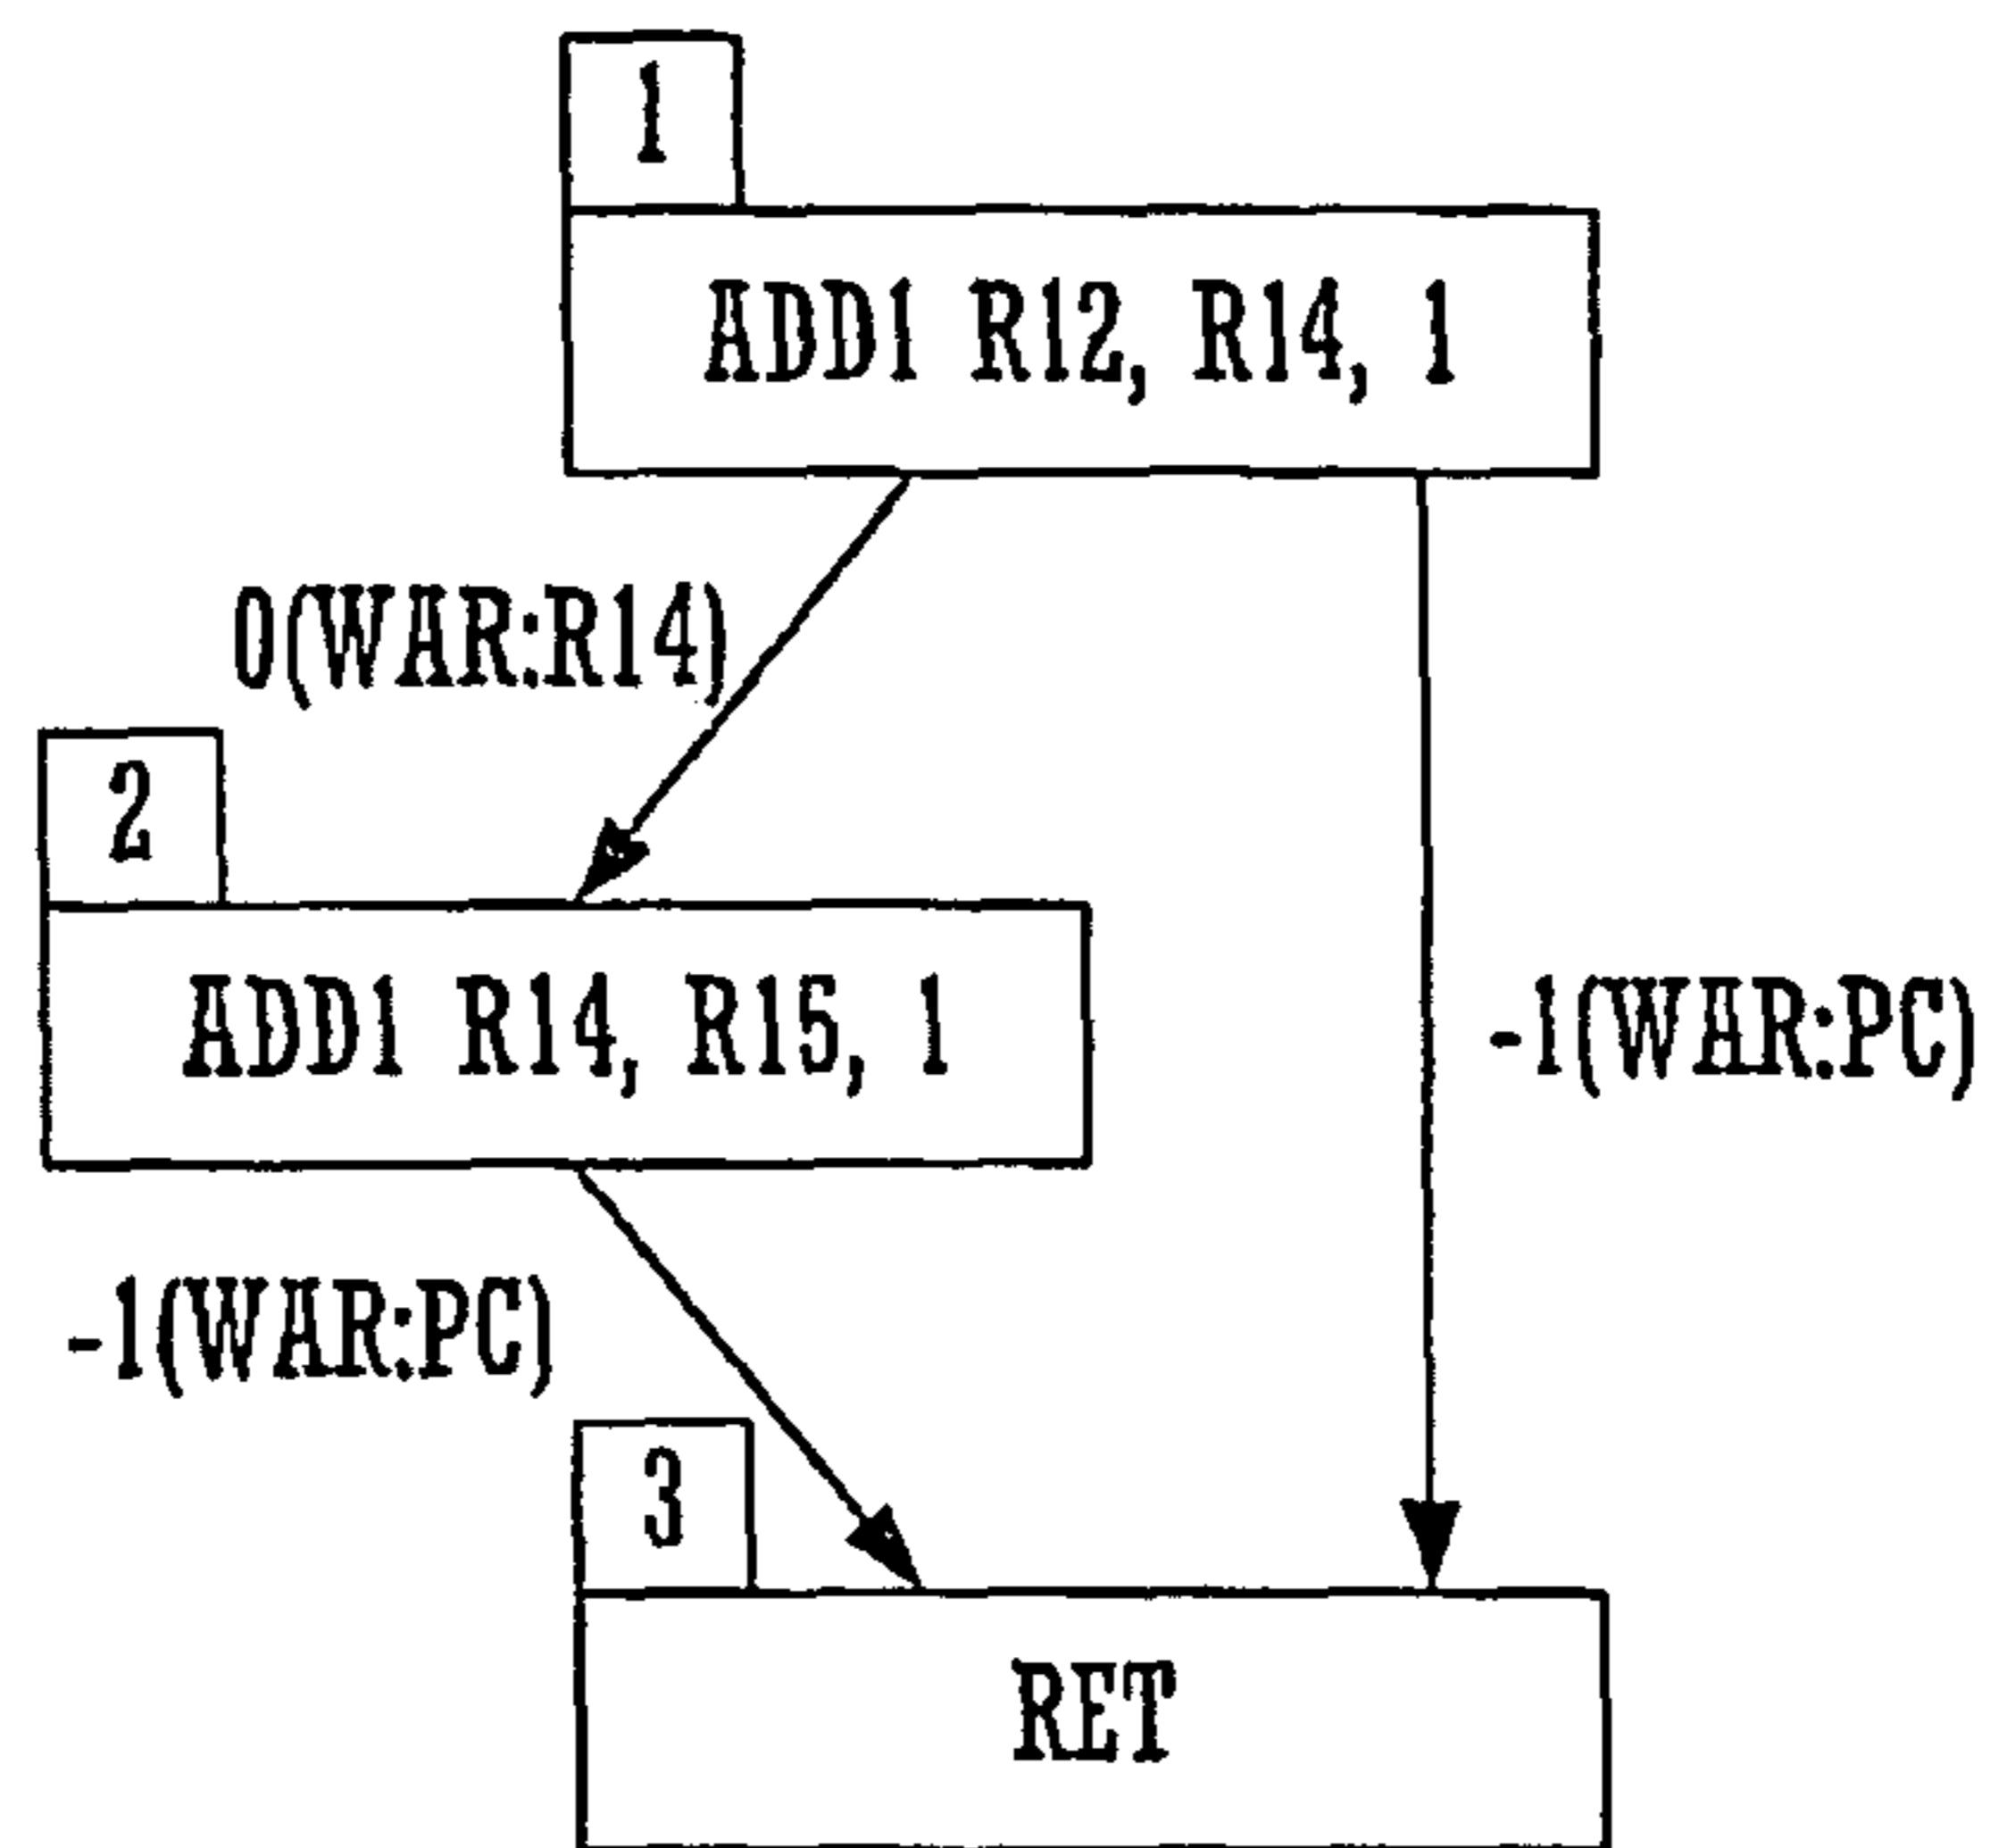 1
ADD1 R12, R14, 1
0(WAR:R14)
2
ADD1 R14, R15, 1
-1(WAR:PC)
-1(WAR:PC)
3
RET